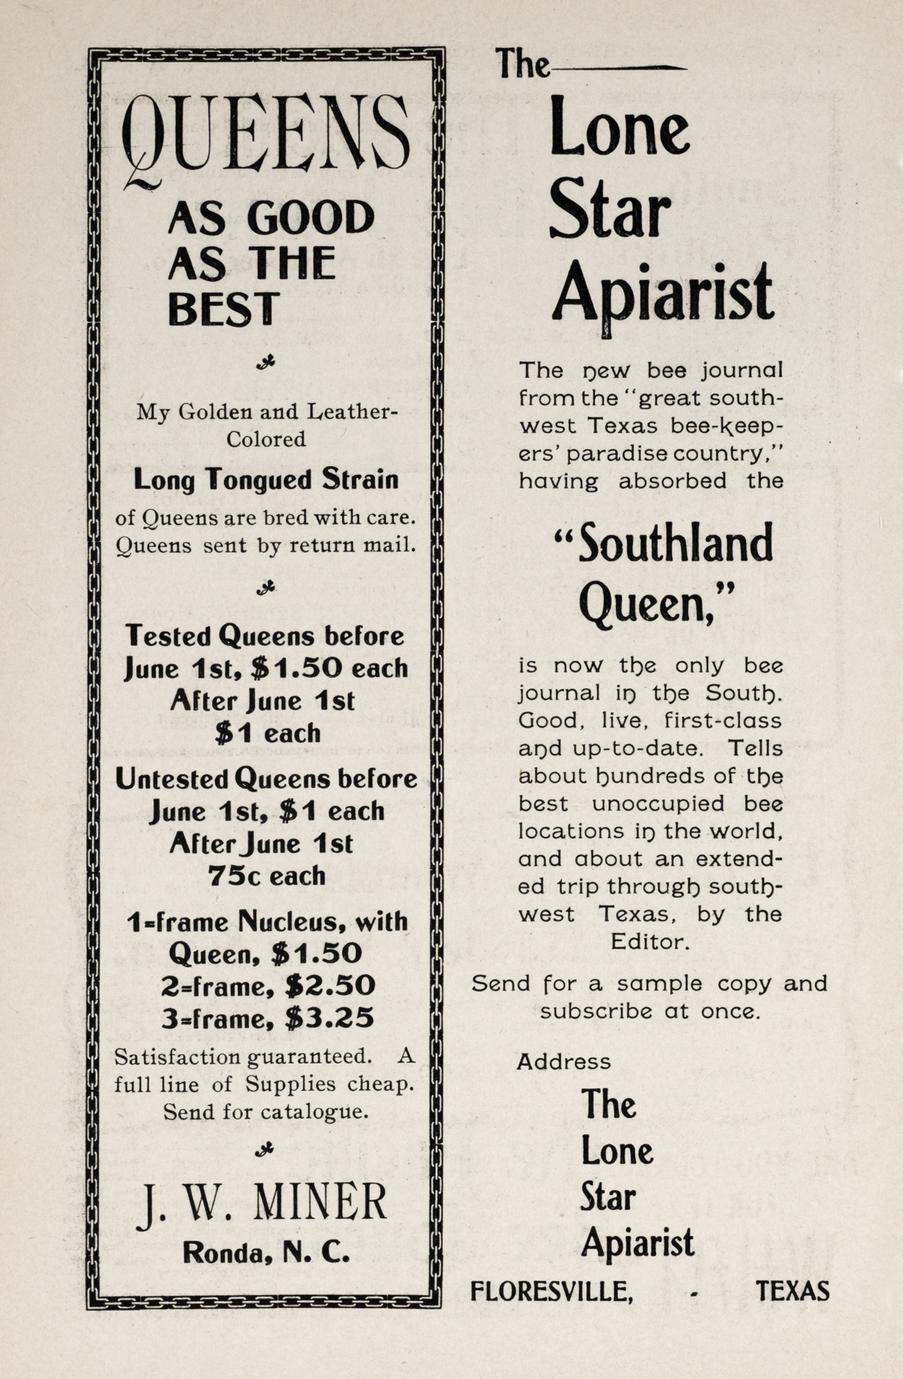 QUEENS
AS GOOD
AS THE
BEST
My Golden and Leather-
Colored
Long Tongued Strain
of Queens are bred with care.
Queens sent by return mail.
Tested Queens before
June 1st, $1.50 each
After June 1st
$1 each
Untested Queens before
June 1st, $1 each
After June 1st
75c each
1=frame Nucleus, with
Queen, $1.50
2=frame, $2.50
3=frame, $3.25
Satisfaction guaranteed. A
full line of Supplies cheap.
Send for catalogue.
J. W. MINER
Ronda, N. C.
The
Lone
Star
Apiarist
The new bee journal
from the "great south-
west Texas bee-keep-
ers' paradise country,"
having absorbed the
"Southland
Queen,"
is now the only bee
journal in the South.
Good, live, first-class
and up-to-date. Tells
about hundreds of the
best unoccupied bee
locations in the world,
and about an extend-
ed trip through south-
west Texas, by the
Editor.
Send for a sample copy and
subscribe at once.
Address
The
Lone
Star
Apiarist
FLORESVILLE, - TEXAS